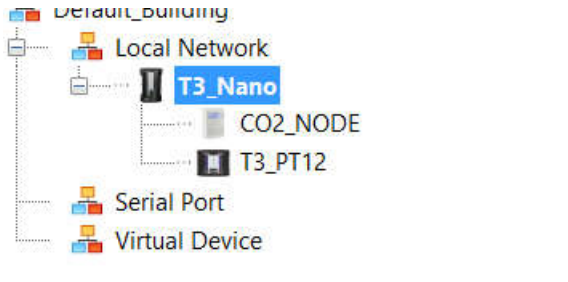 Default_Building
Local Network
T3_Nano
CO2_NODE
T3_PT12
Serial Port
Virtual Device